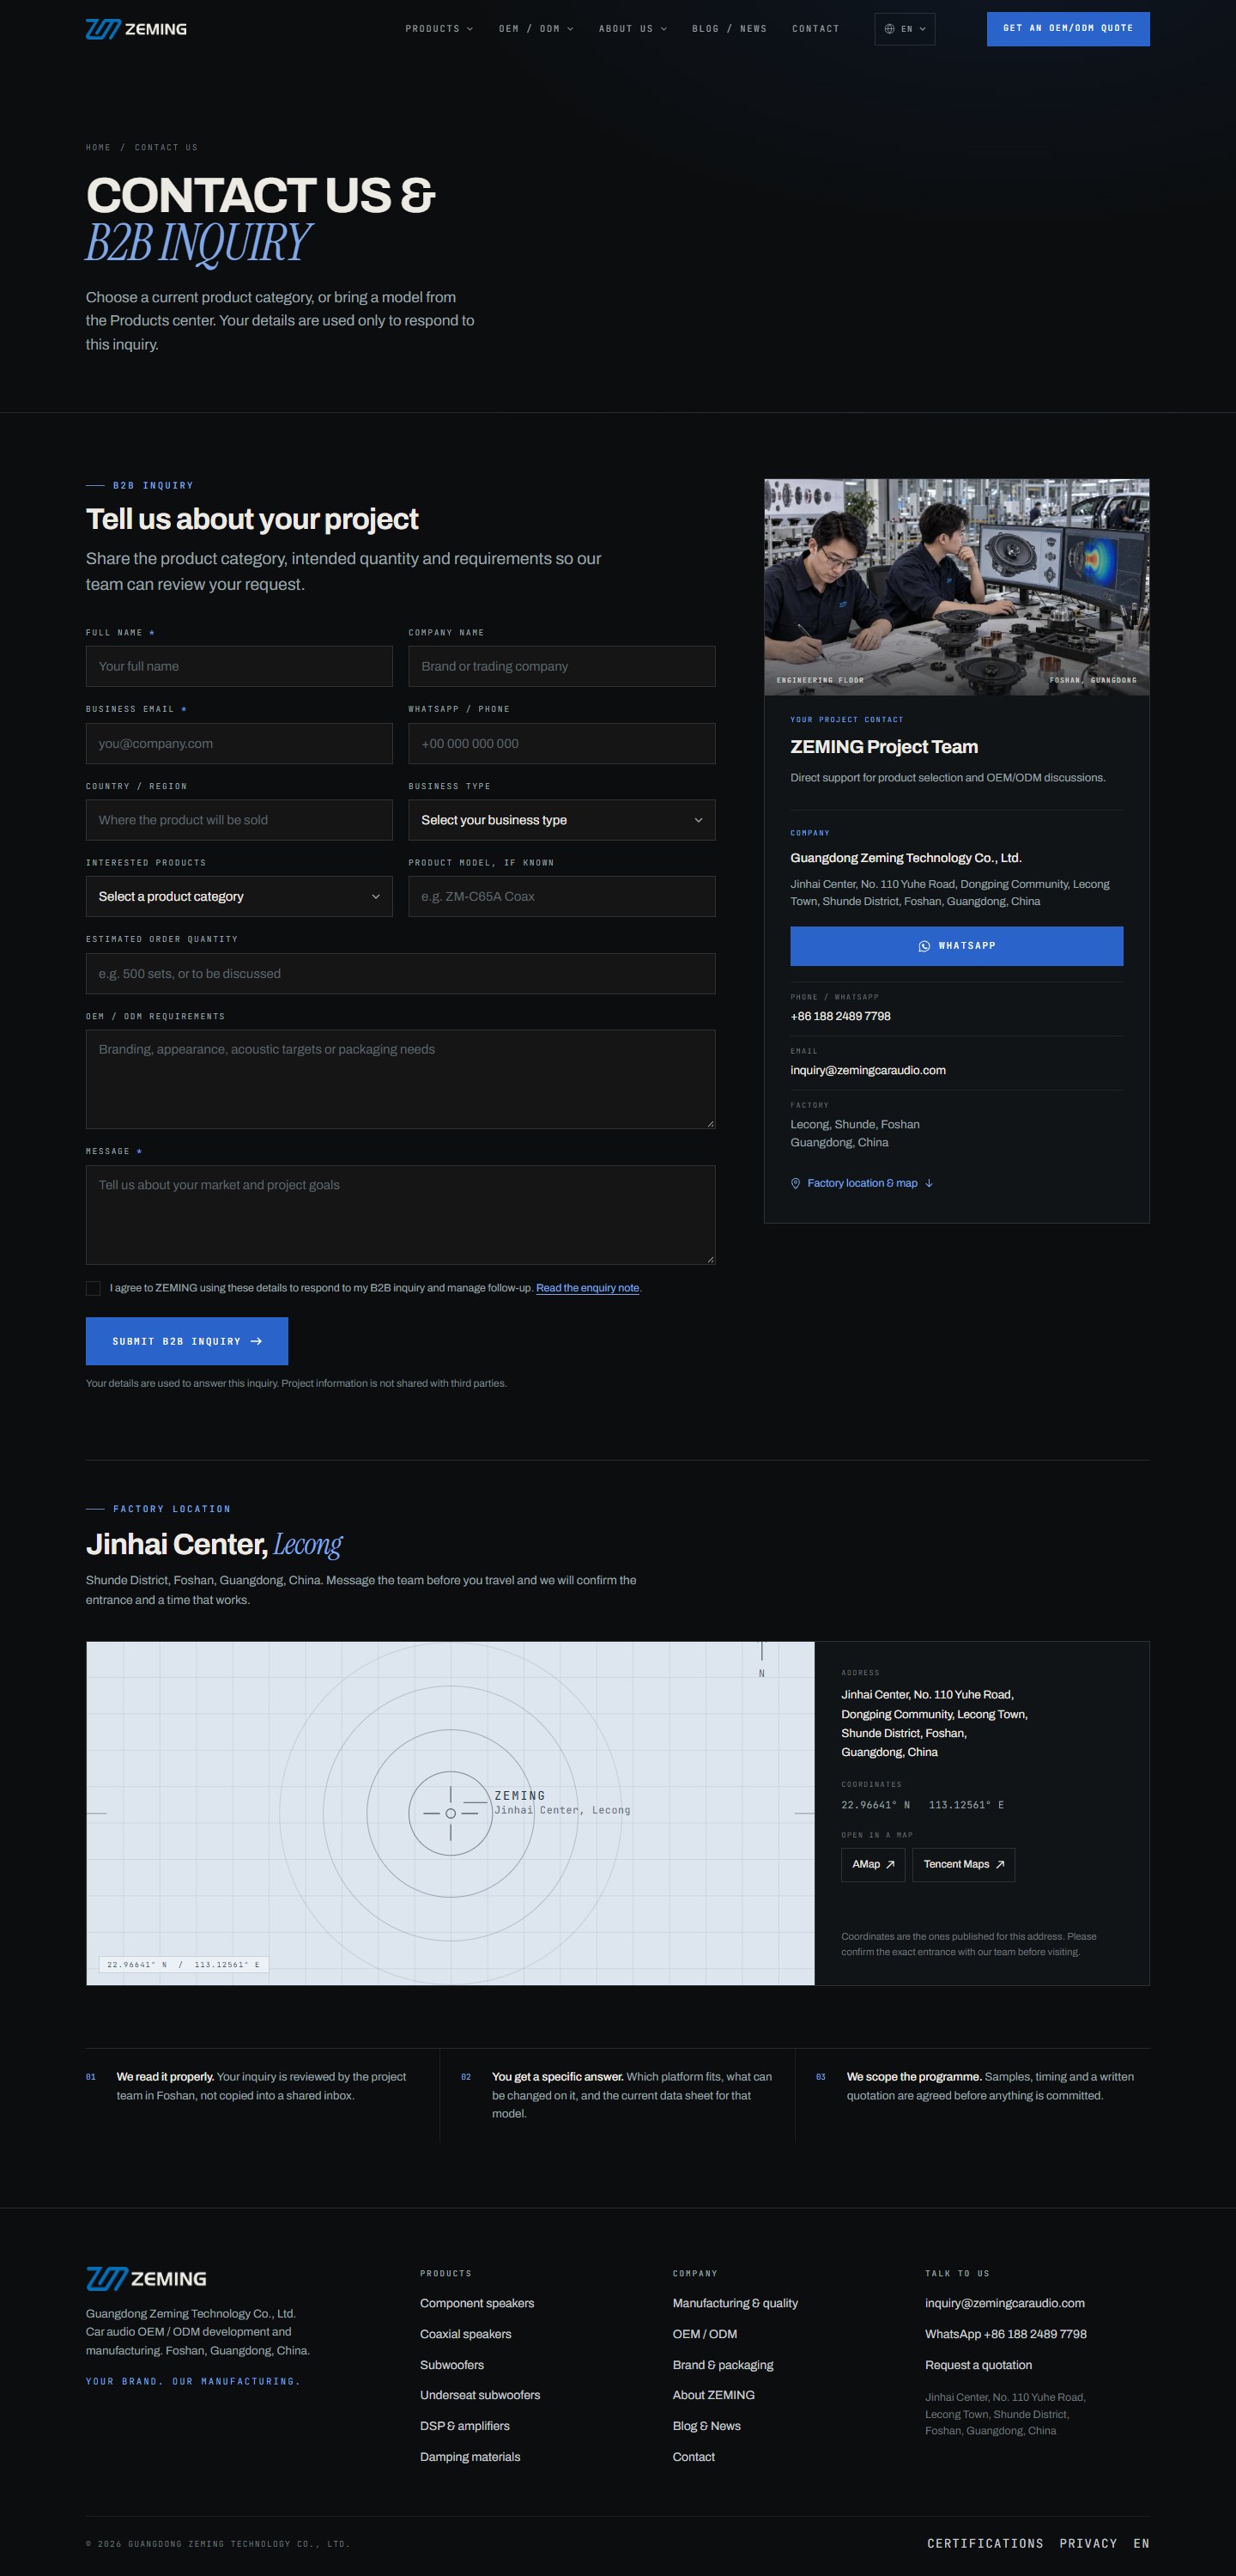 ZEMING
PRODUCTS
OEM / ODM
ABOUT US
BLOG / NEWS
CONTACT
EN
GET AN OEM/ODM QUOTE
HOME / CONTACT US
CONTACT US &
B2B INQUIRY
Choose a current product category, or bring a model from
the Products center. Your details are used only to respond to
this inquiry.
B2B INQUIRY
Tell us about your project
Share the product category, intended quantity and requirements so our
team can review your request.
FULL NAME *
Your full name
COMPANY NAME
Brand or trading company
BUSINESS EMAIL *
you@company.com
WHATSAPP / PHONE
+00 000 000 000
COUNTRY / REGION
Where the product will be sold
BUSINESS TYPE
Select your business type
INTERESTED PRODUCTS
Select a product category
PRODUCT MODEL, IF KNOWN
e.g. ZM-C65A Coax
ESTIMATED ORDER QUANTITY
e.g. 500 sets, or to be discussed
OEM / ODM REQUIREMENTS
Branding, appearance, acoustic targets or packaging needs
MESSAGE *
Tell us about your market and project goals
I agree to ZEMING using these details to respond to my B2B inquiry and manage follow-up. Read the enquiry note.
SUBMIT B2B INQUIRY →
Your details are used to answer this inquiry. Project information is not shared with third parties.
ENGINEERING FLOOR
FOSHAN, GUANGDONG
YOUR PROJECT CONTACT
ZEMING Project Team
Direct support for product selection and OEM/ODM discussions.
COMPANY
Guangdong Zeming Technology Co., Ltd.
Jinhai Center, No. 110 Yuhe Road, Dongping Community, Lecong
Town, Shunde District, Foshan, Guangdong, China
WHATSAPP
PHONE / WHATSAPP
+86 188 2489 7798
EMAIL
inquiry@zemingcaraudio.com
FACTORY
Lecong, Shunde, Foshan
Guangdong, China
Factory location & map ↓
FACTORY LOCATION
Jinhai Center, Lecong
Shunde District, Foshan, Guangdong, China. Message the team before you travel and we will confirm the
entrance and a time that works.
N
ZEMING
Jinhai Center, Lecong
22.96641° N / 113.12561° E
ADDRESS
Jinhai Center, No. 110 Yuhe Road,
Dongping Community, Lecong Town,
Shunde District, Foshan,
Guangdong, China
COORDINATES
22.96641° N 113.12561° E
OPEN IN A MAP
AMap ↗
Tencent Maps ↗
Coordinates are the ones published for this address. Please
confirm the exact entrance with our team before visiting.
01
We read it properly. Your inquiry is reviewed by the project
team in Foshan, not copied into a shared inbox.
02
You get a specific answer. Which platform fits, what can
be changed on it, and the current data sheet for that
model.
03
We scope the programme. Samples, timing and a written
quotation are agreed before anything is committed.
ZEMING
Guangdong Zeming Technology Co., Ltd.
Car audio OEM / ODM development and
manufacturing. Foshan, Guangdong, China.
YOUR BRAND. OUR MANUFACTURING.
PRODUCTS
Component speakers
Coaxial speakers
Subwoofers
Underseat subwoofers
DSP & amplifiers
Damping materials
COMPANY
Manufacturing & quality
OEM / ODM
Brand & packaging
About ZEMING
Blog & News
Contact
TALK TO US
inquiry@zemingcaraudio.com
WhatsApp +86 188 2489 7798
Request a quotation
Jinhai Center, No. 110 Yuhe Road,
Lecong Town, Shunde District,
Foshan, Guangdong, China
© 2026 GUANGDONG ZEMING TECHNOLOGY CO., LTD.
CERTIFICATIONS PRIVACY EN